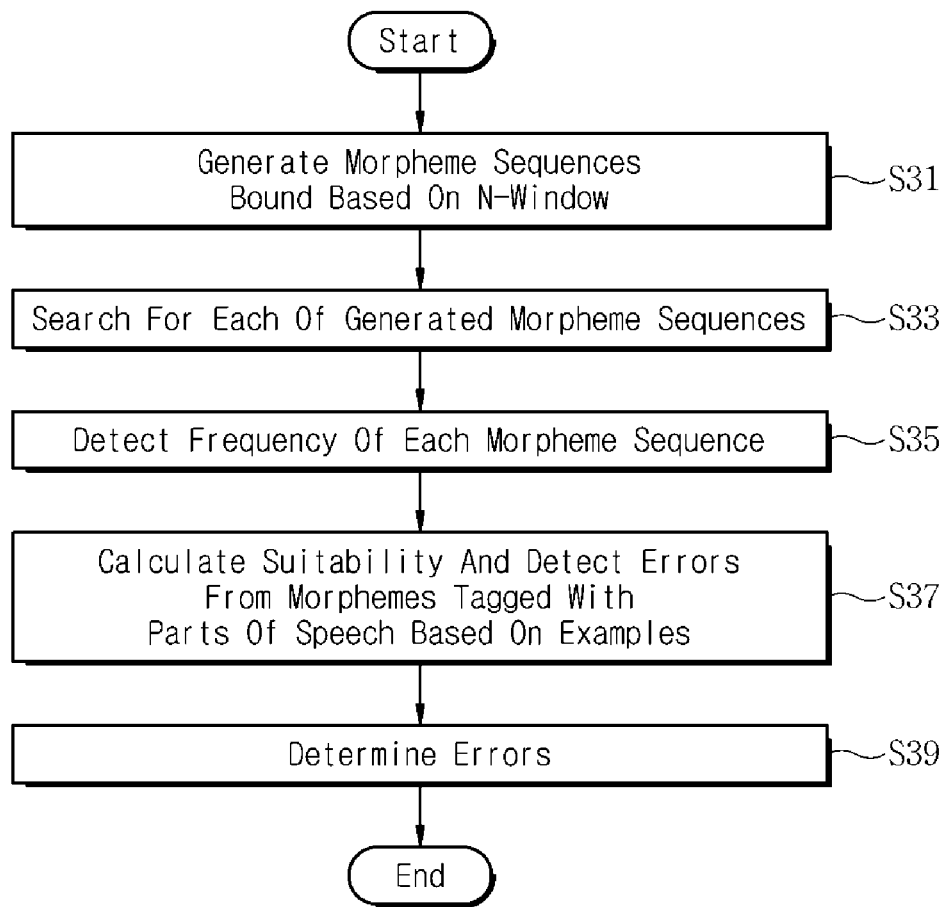 Start
Generate Morpheme Sequences
Bound Based On N-Window
S31
Search For Each Of Generated Morpheme Sequences
S33
Detect Frequency Of Each Morpheme Sequence
S35
Calculate Suitability And Detect Errors
From Morphemes Tagged With
Parts Of Speech Based On Examples
S37
Determine Errors
S39
End